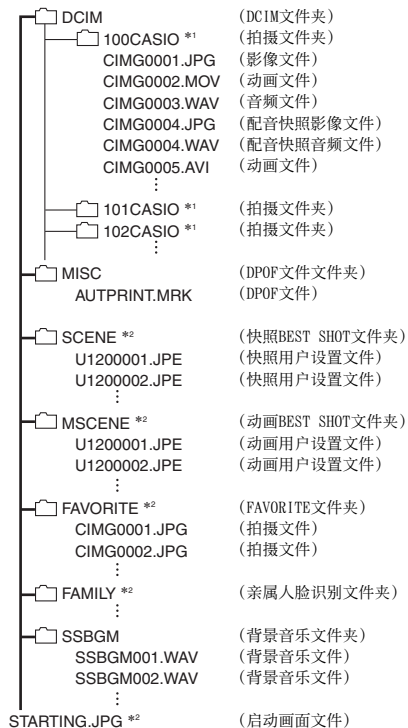 DCIM (DCIM文件夹)
100CASIO *1 (拍摄文件夹)
CIMG0001.JPG (影像文件)
CIMG0002.MOV (动画文件)
CIMG0003.WAV (音频文件)
CIMG0004.JPG (配音快照影像文件)
CIMG0004.WAV (配音快照音频文件)
CIMG0005.AVI (动画文件)
101CASIO *1 (拍摄文件夹)
102CASIO *1 (拍摄文件夹)
MISC (DPOF文件文件夹)
AUTPRINT.MRK (DPOF文件)
SCENE *2 (快照BEST SHOT文件夹)
U1200001.JPE (快照用户设置文件)
U1200002.JPE (快照用户设置文件)
MSCENE *2 (动画BEST SHOT文件夹)
U1200001.JPE (动画用户设置文件)
U1200002.JPE (动画用户设置文件)
FAVORITE *2 (FAVORITE文件夹)
CIMG0001.JPG (拍摄文件)
CIMG0002.JPG (拍摄文件)
FAMILY *2 (亲属人脸识别文件夹)
SSBGM (背景音乐文件夹)
SSBGM001.WAV (背景音乐文件)
SSBGM002.WAV (背景音乐文件)
STARTING.JPG *2 (启动画面文件)